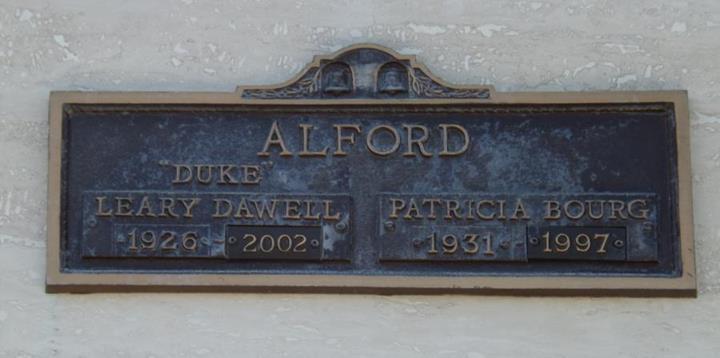 ALFORD
"DUKE"
LEARY DAWELL
1926 - 2002
PATRICIA BOURG
1931 - 1997